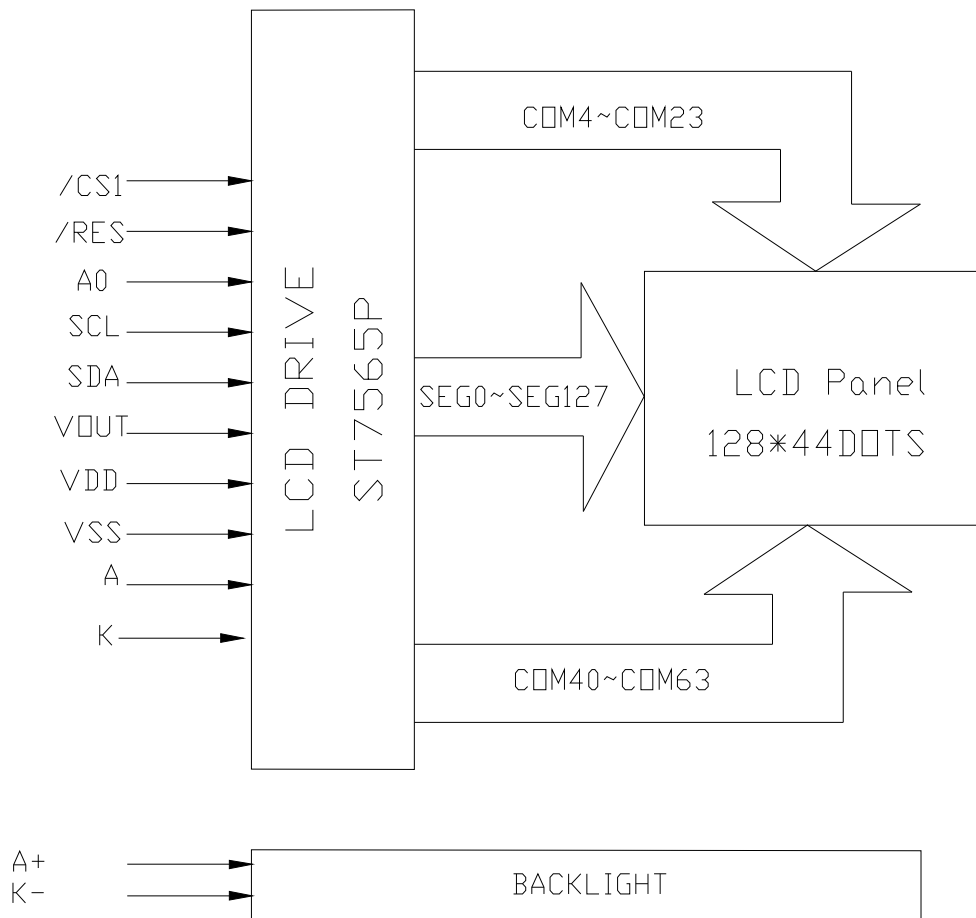 COM4~COM23
/CS1
/RES
A0
SCL
SDA
VOUT
VDD
VSS
A
K
LCD DRIVE
ST7565P
SEG0~SEG127
LCD Panel
128*44DOTS
COM40~COM63
A+
K-
BACKLIGHT